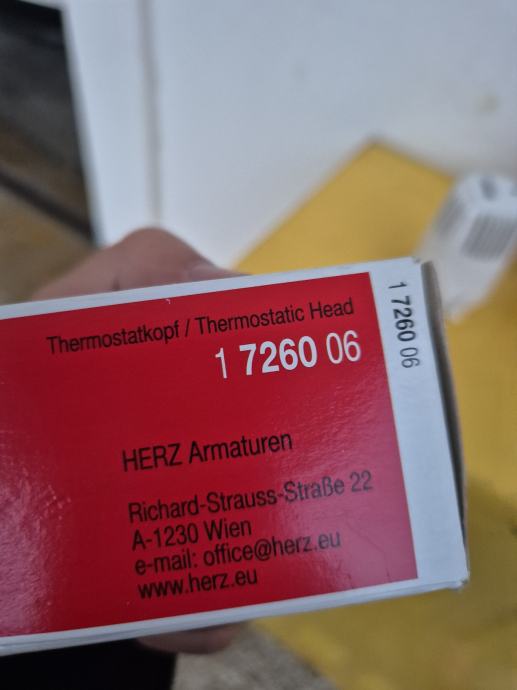 Thermostatkopf / Thermostatic Head
1 7260 06
HERZ Armaturen
Richard-Strauss-Straße 22
A-1230 Wien
e-mail: office@herz.eu
www.herz.eu
1 7260 06